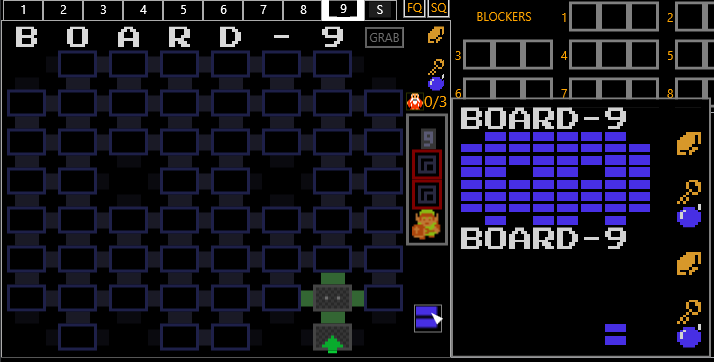 1 2 3 4 5 6 7 8 9 S FQ SQ
BOARD-9
GRAB
0/3
9
BLOCKERS 1 2
3 4 5
6 7 8
BOARD-9
BOARD-9